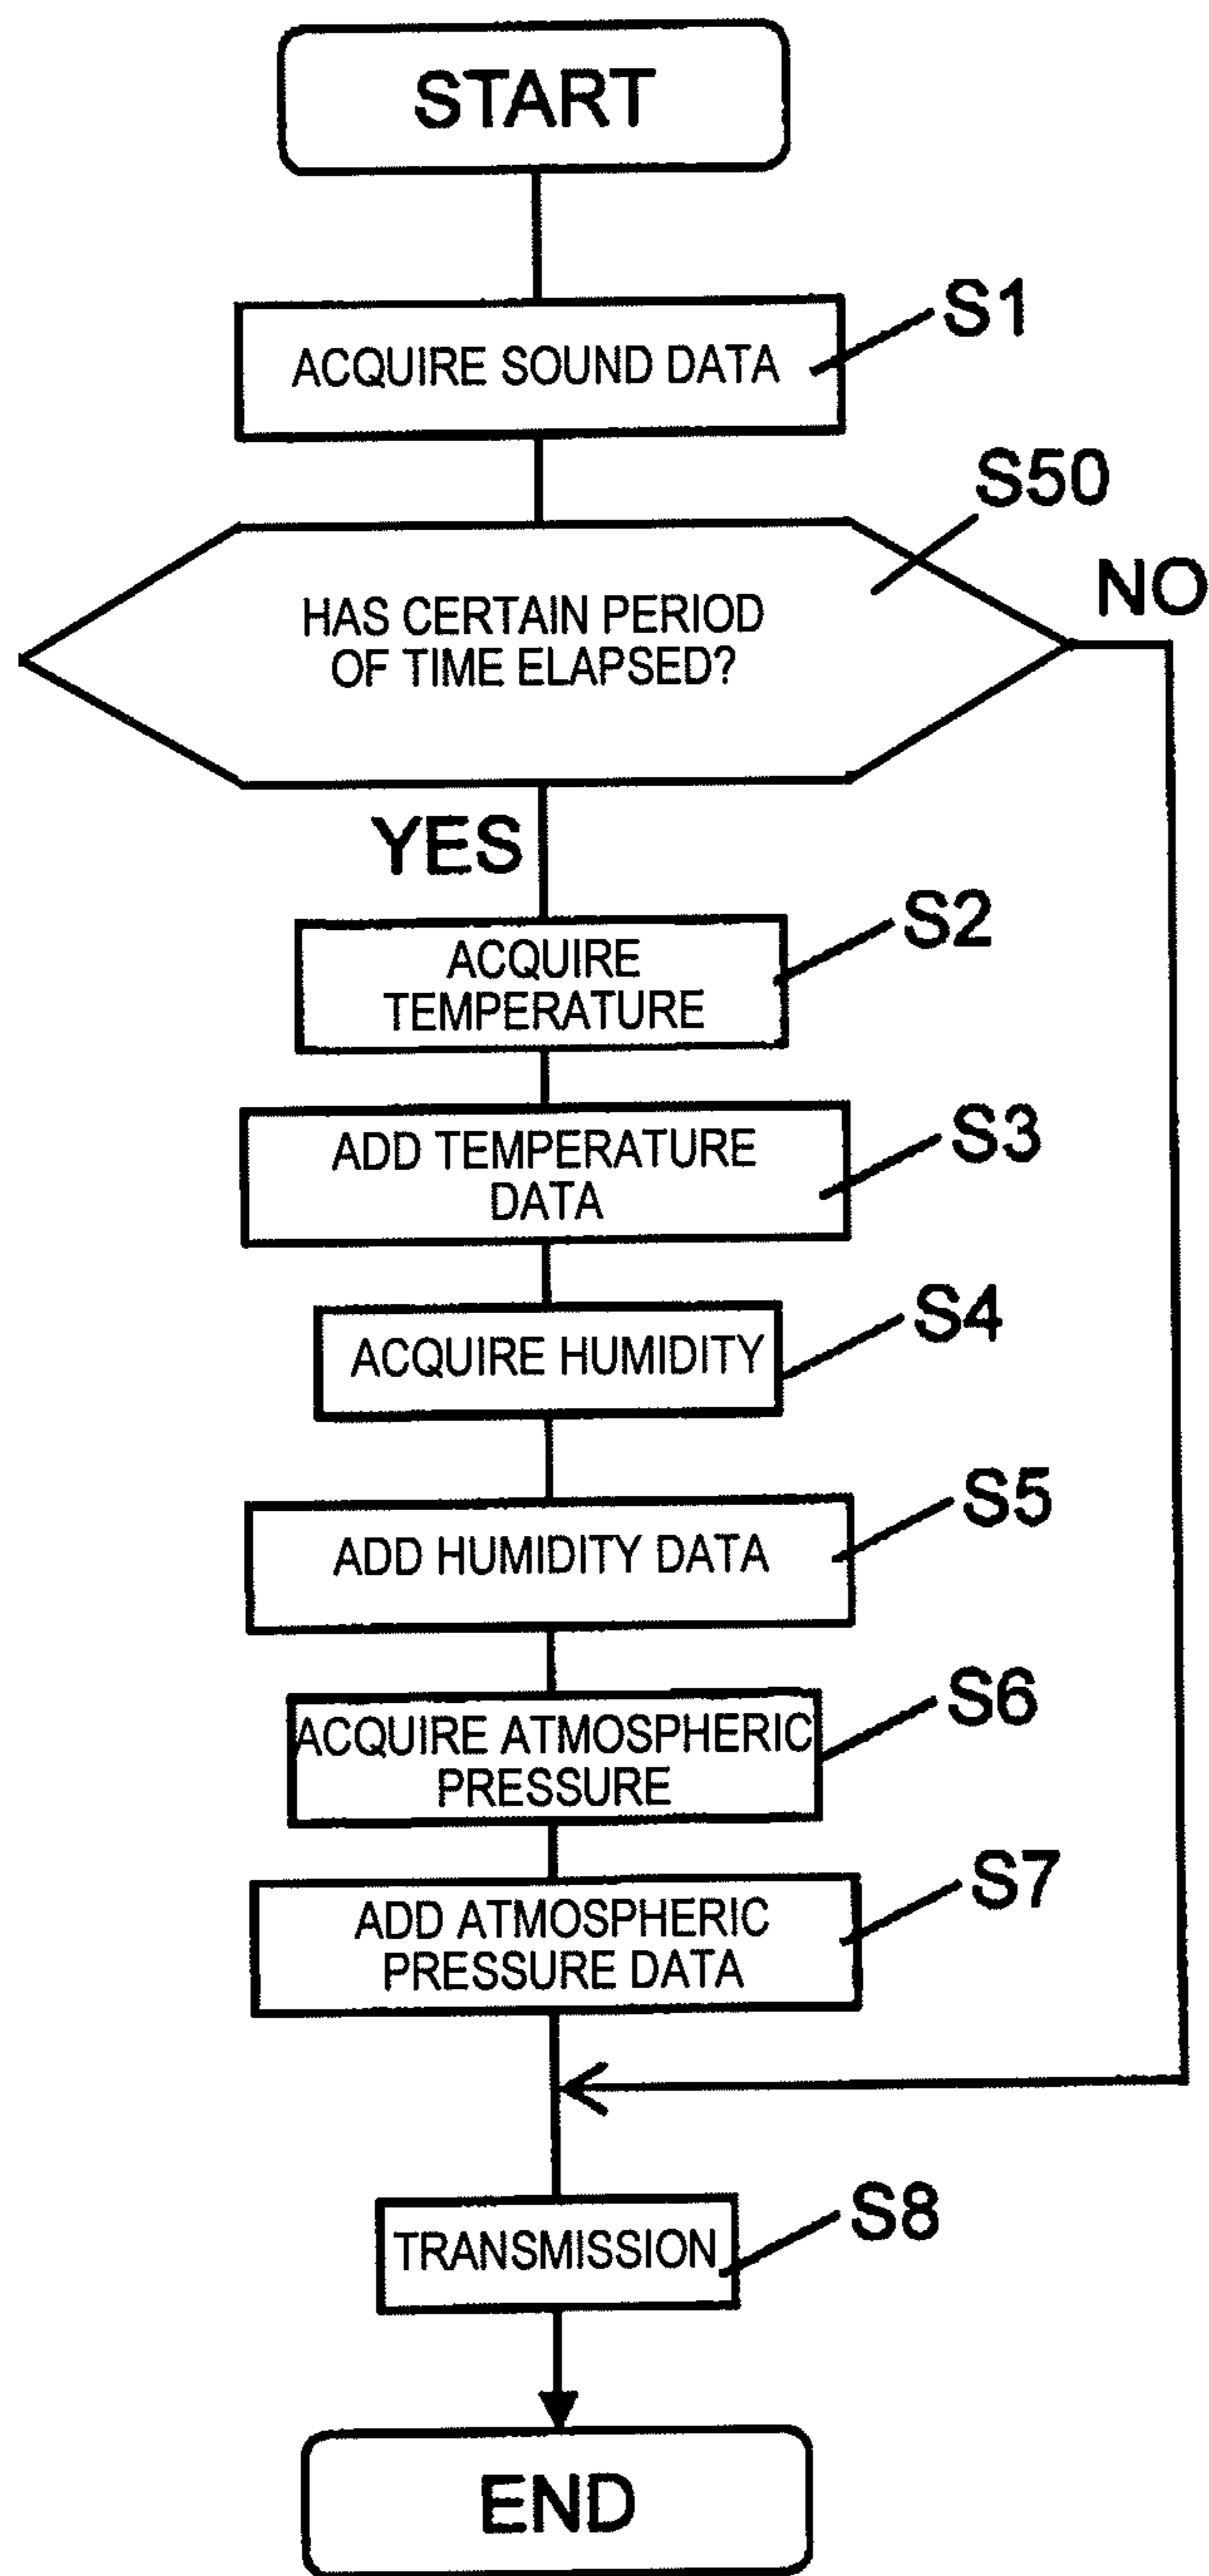 START
ACQUIRE SOUND DATA
S1
S50
HAS CERTAIN PERIOD
OF TIME ELAPSED?
NO
YES
ACQUIRE
TEMPERATURE
S2
ADD TEMPERATURE
DATA
S3
ACQUIRE HUMIDITY
S4
ADD HUMIDITY DATA
S5
ACQUIRE ATMOSPHERIC
PRESSURE
S6
ADD ATMOSPHERIC
PRESSURE DATA
S7
TRANSMISSION
S8
END